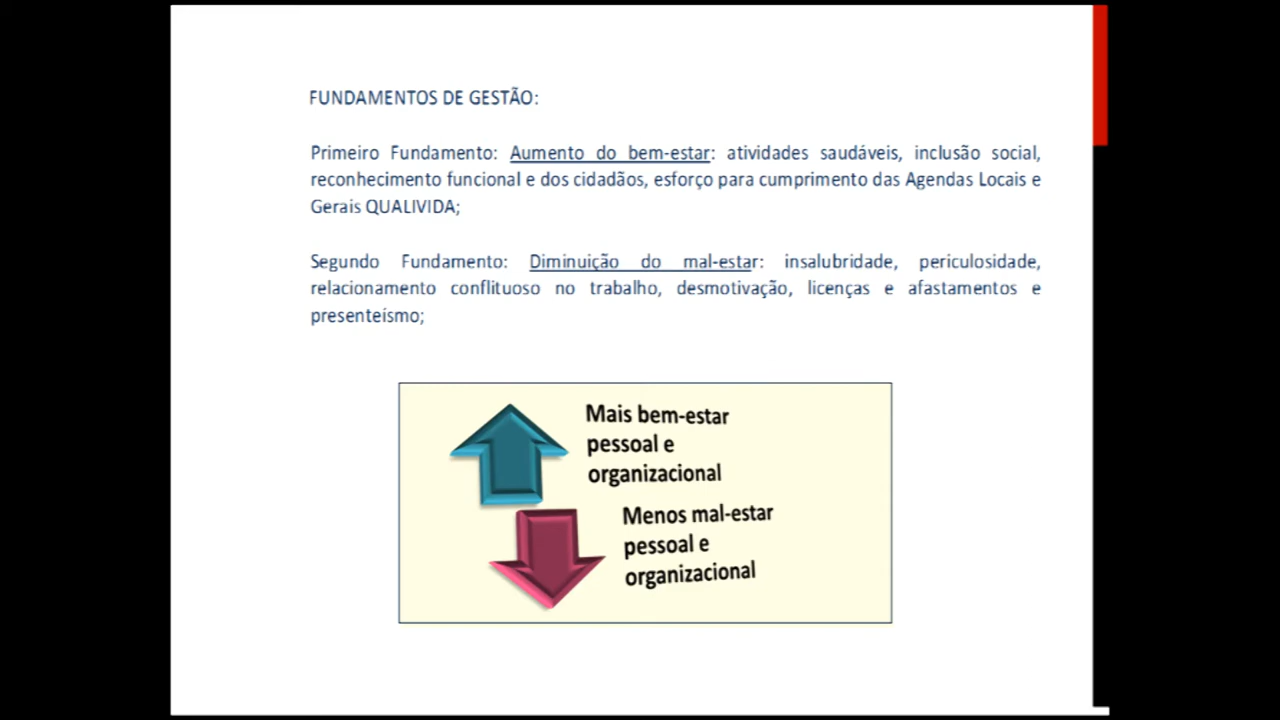 FUNDAMENTOS DE GESTÃO:
Primeiro Fundamento: Aumento do bem-estar: atividades saudáveis, inclusão social,
reconhecimento funcional e dos cidadãos, esforço para cumprimento das Agendas Locais e
Gerais QUALIVIDA;
Segundo Fundamento: Diminuição do mal-estar: insalubridade, periculosidade,
relacionamento conflituoso no trabalho, desmotivação, licenças e afastamentos e
presenteísmo;
Mais bem-estar
pessoal e
organizacional
Menos mal-estar
pessoal e
organizacional